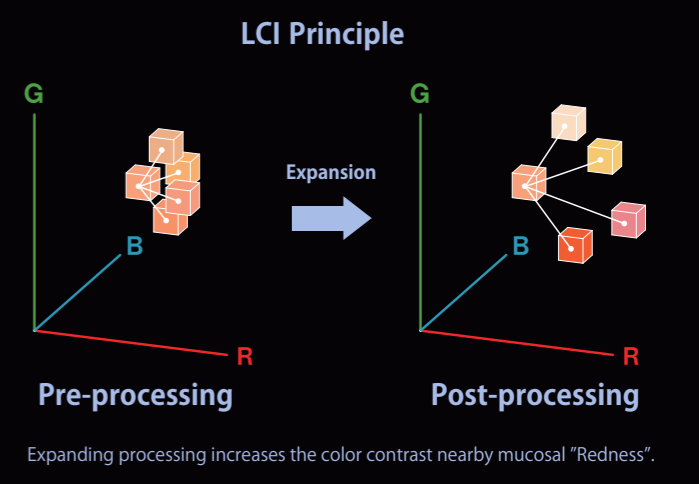 LCI Principle
G
G
Expansion
B
B
R
R
Pre-processing
Post-processing
Expanding processing increases the color contrast nearby mucosal ”Redness”.